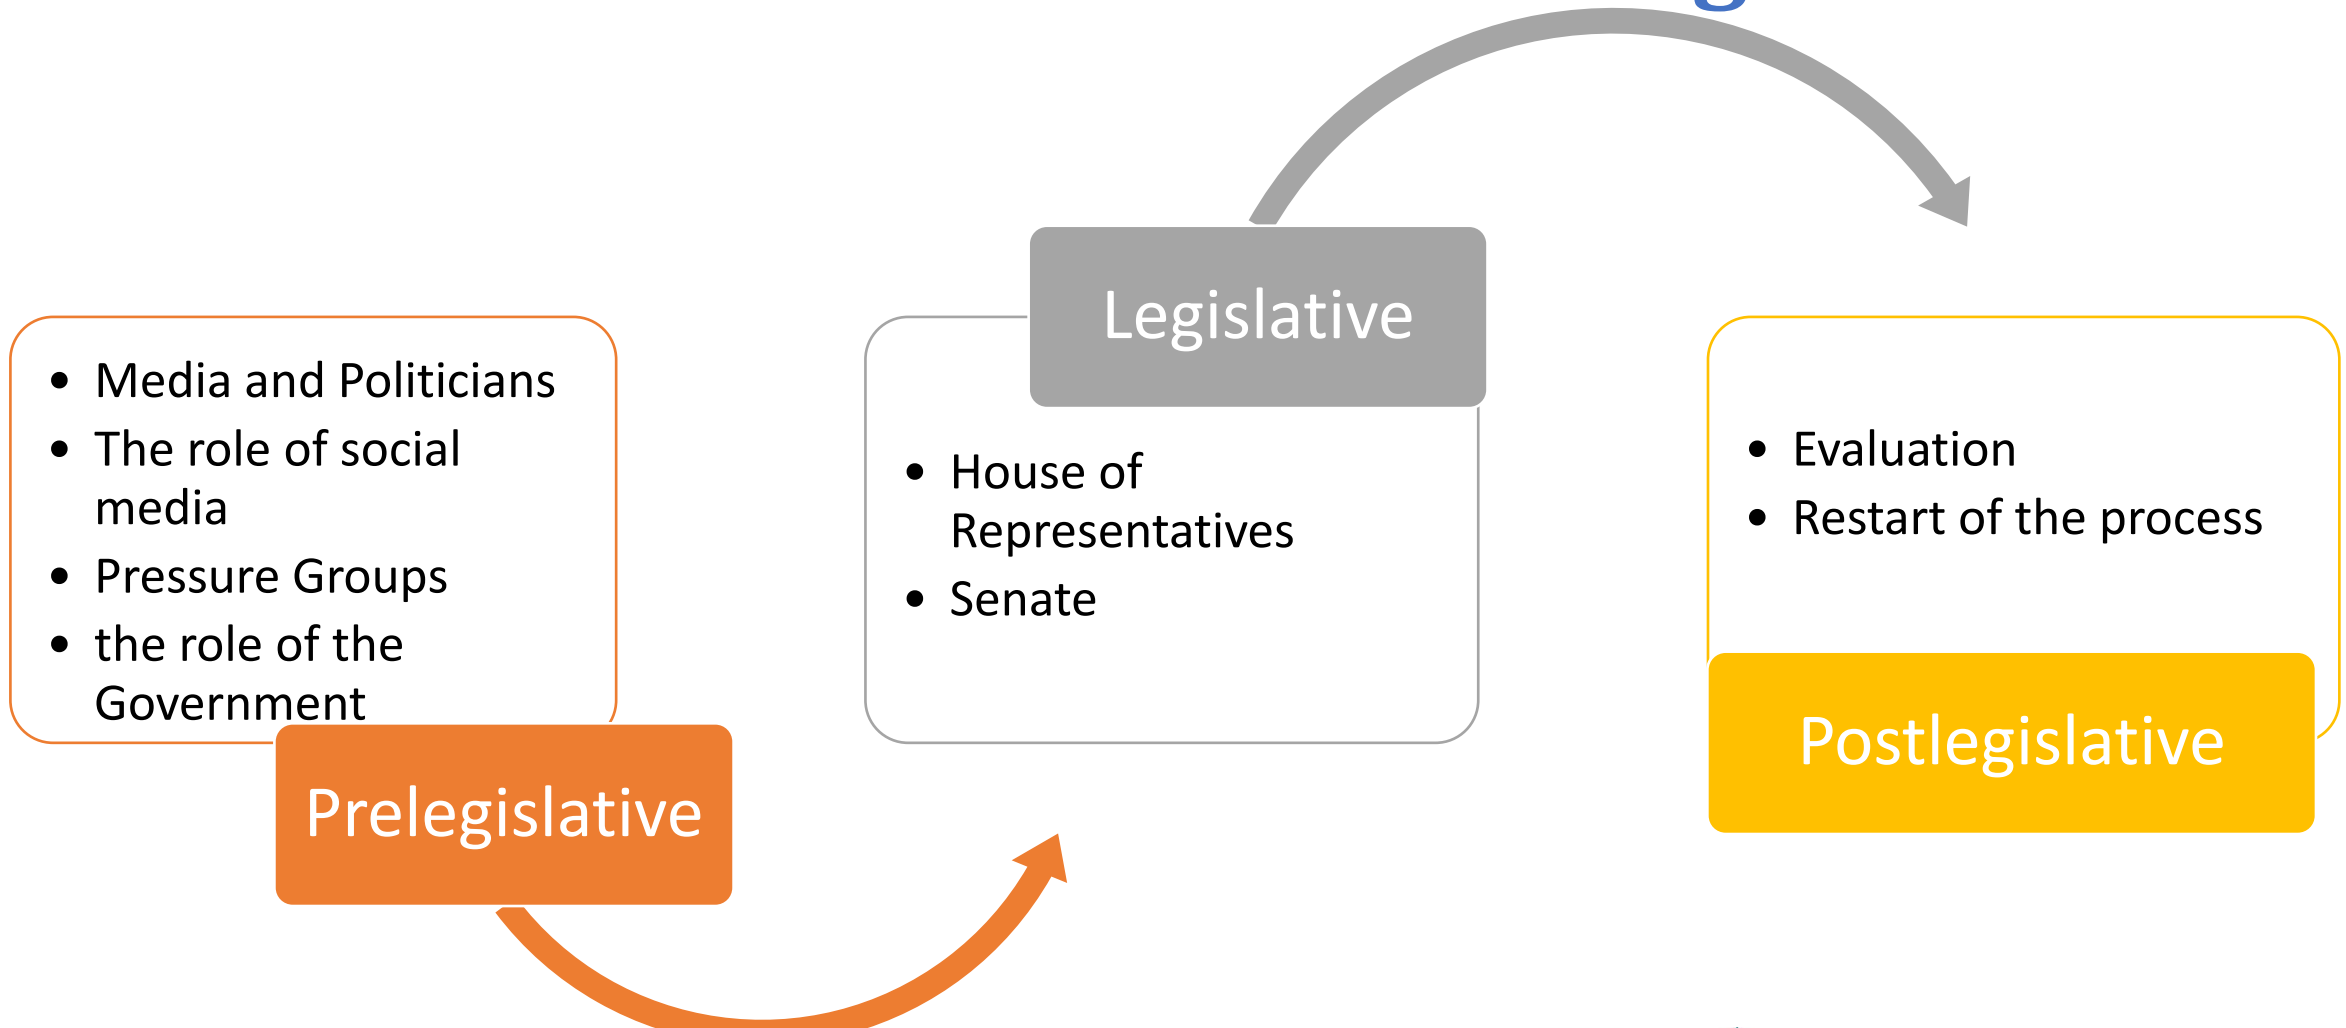 • Media and Politicians
• The role of social
media
• Pressure Groups
• the role of the
Government
Prelegislative
Legislative
• House of
Representatives
• Senate
• Evaluation
• Restart of the process
Postlegislative